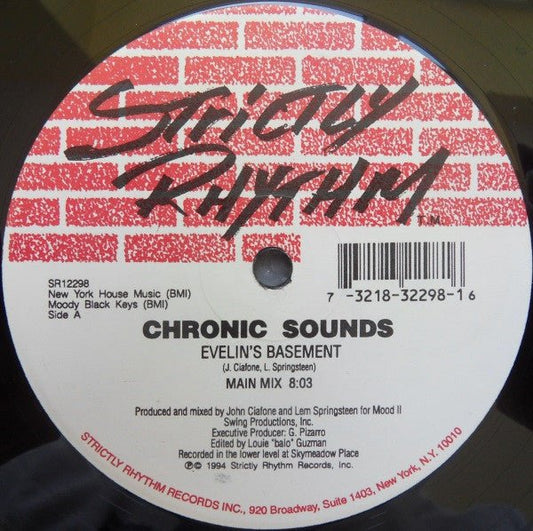 STRICTLY
RHYTHM
T.M.
SR12298
New York House Music (BMI)
Moody Black Keys (BMI)
Side A
7 -3218-32298-1 6
CHRONIC SOUNDS
EVELIN'S BASEMENT
(J. Ciafone, L. Springsteen)
MAIN MIX 8:03
Produced and mixed by John Ciafone and Lem Springsteen for Mood II
Swing Productions, Inc.
Executive Producer: G. Pizarro
Edited by Louie "balo" Guzman
Recorded in the lower level at Skymeadow Place
℗© 1994 Strictly Rhythm Records, Inc.
STRICTLY RHYTHM RECORDS INC., 920 Broadway, Suite 1403, New York, N.Y. 10010